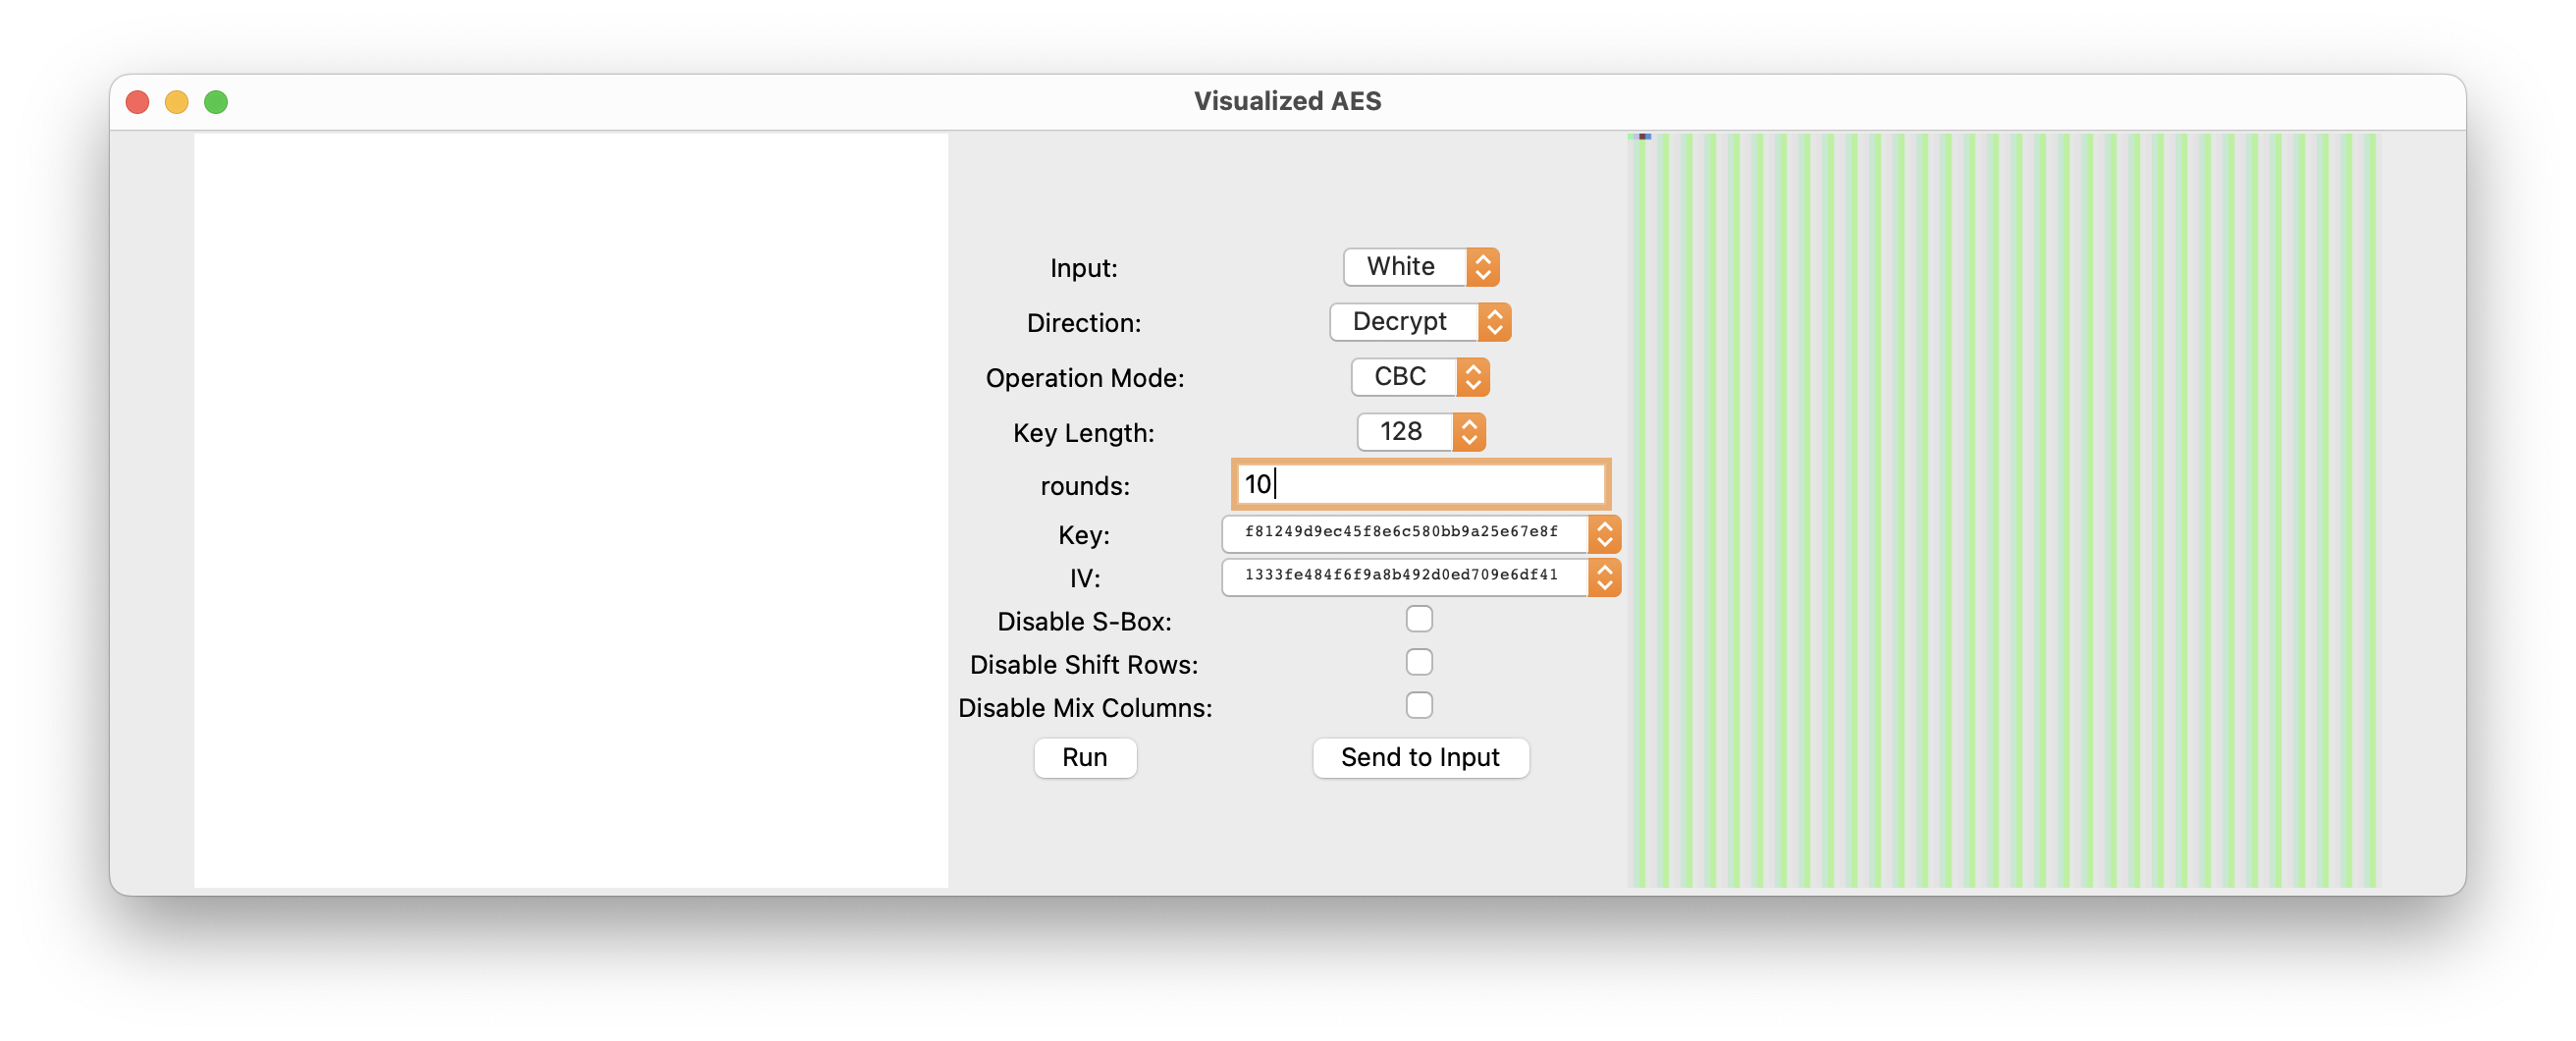 Visualized AES
Input: White
Direction: Decrypt
Operation Mode: CBC
Key Length: 128
rounds: 10
Key: f81249d9ec45f8e6c580bb9a25e67e8f
IV: 1333fe484f6f9a8b492d0ed709e6df41
Disable S-Box:
Disable Shift Rows:
Disable Mix Columns:
Run Send to Input